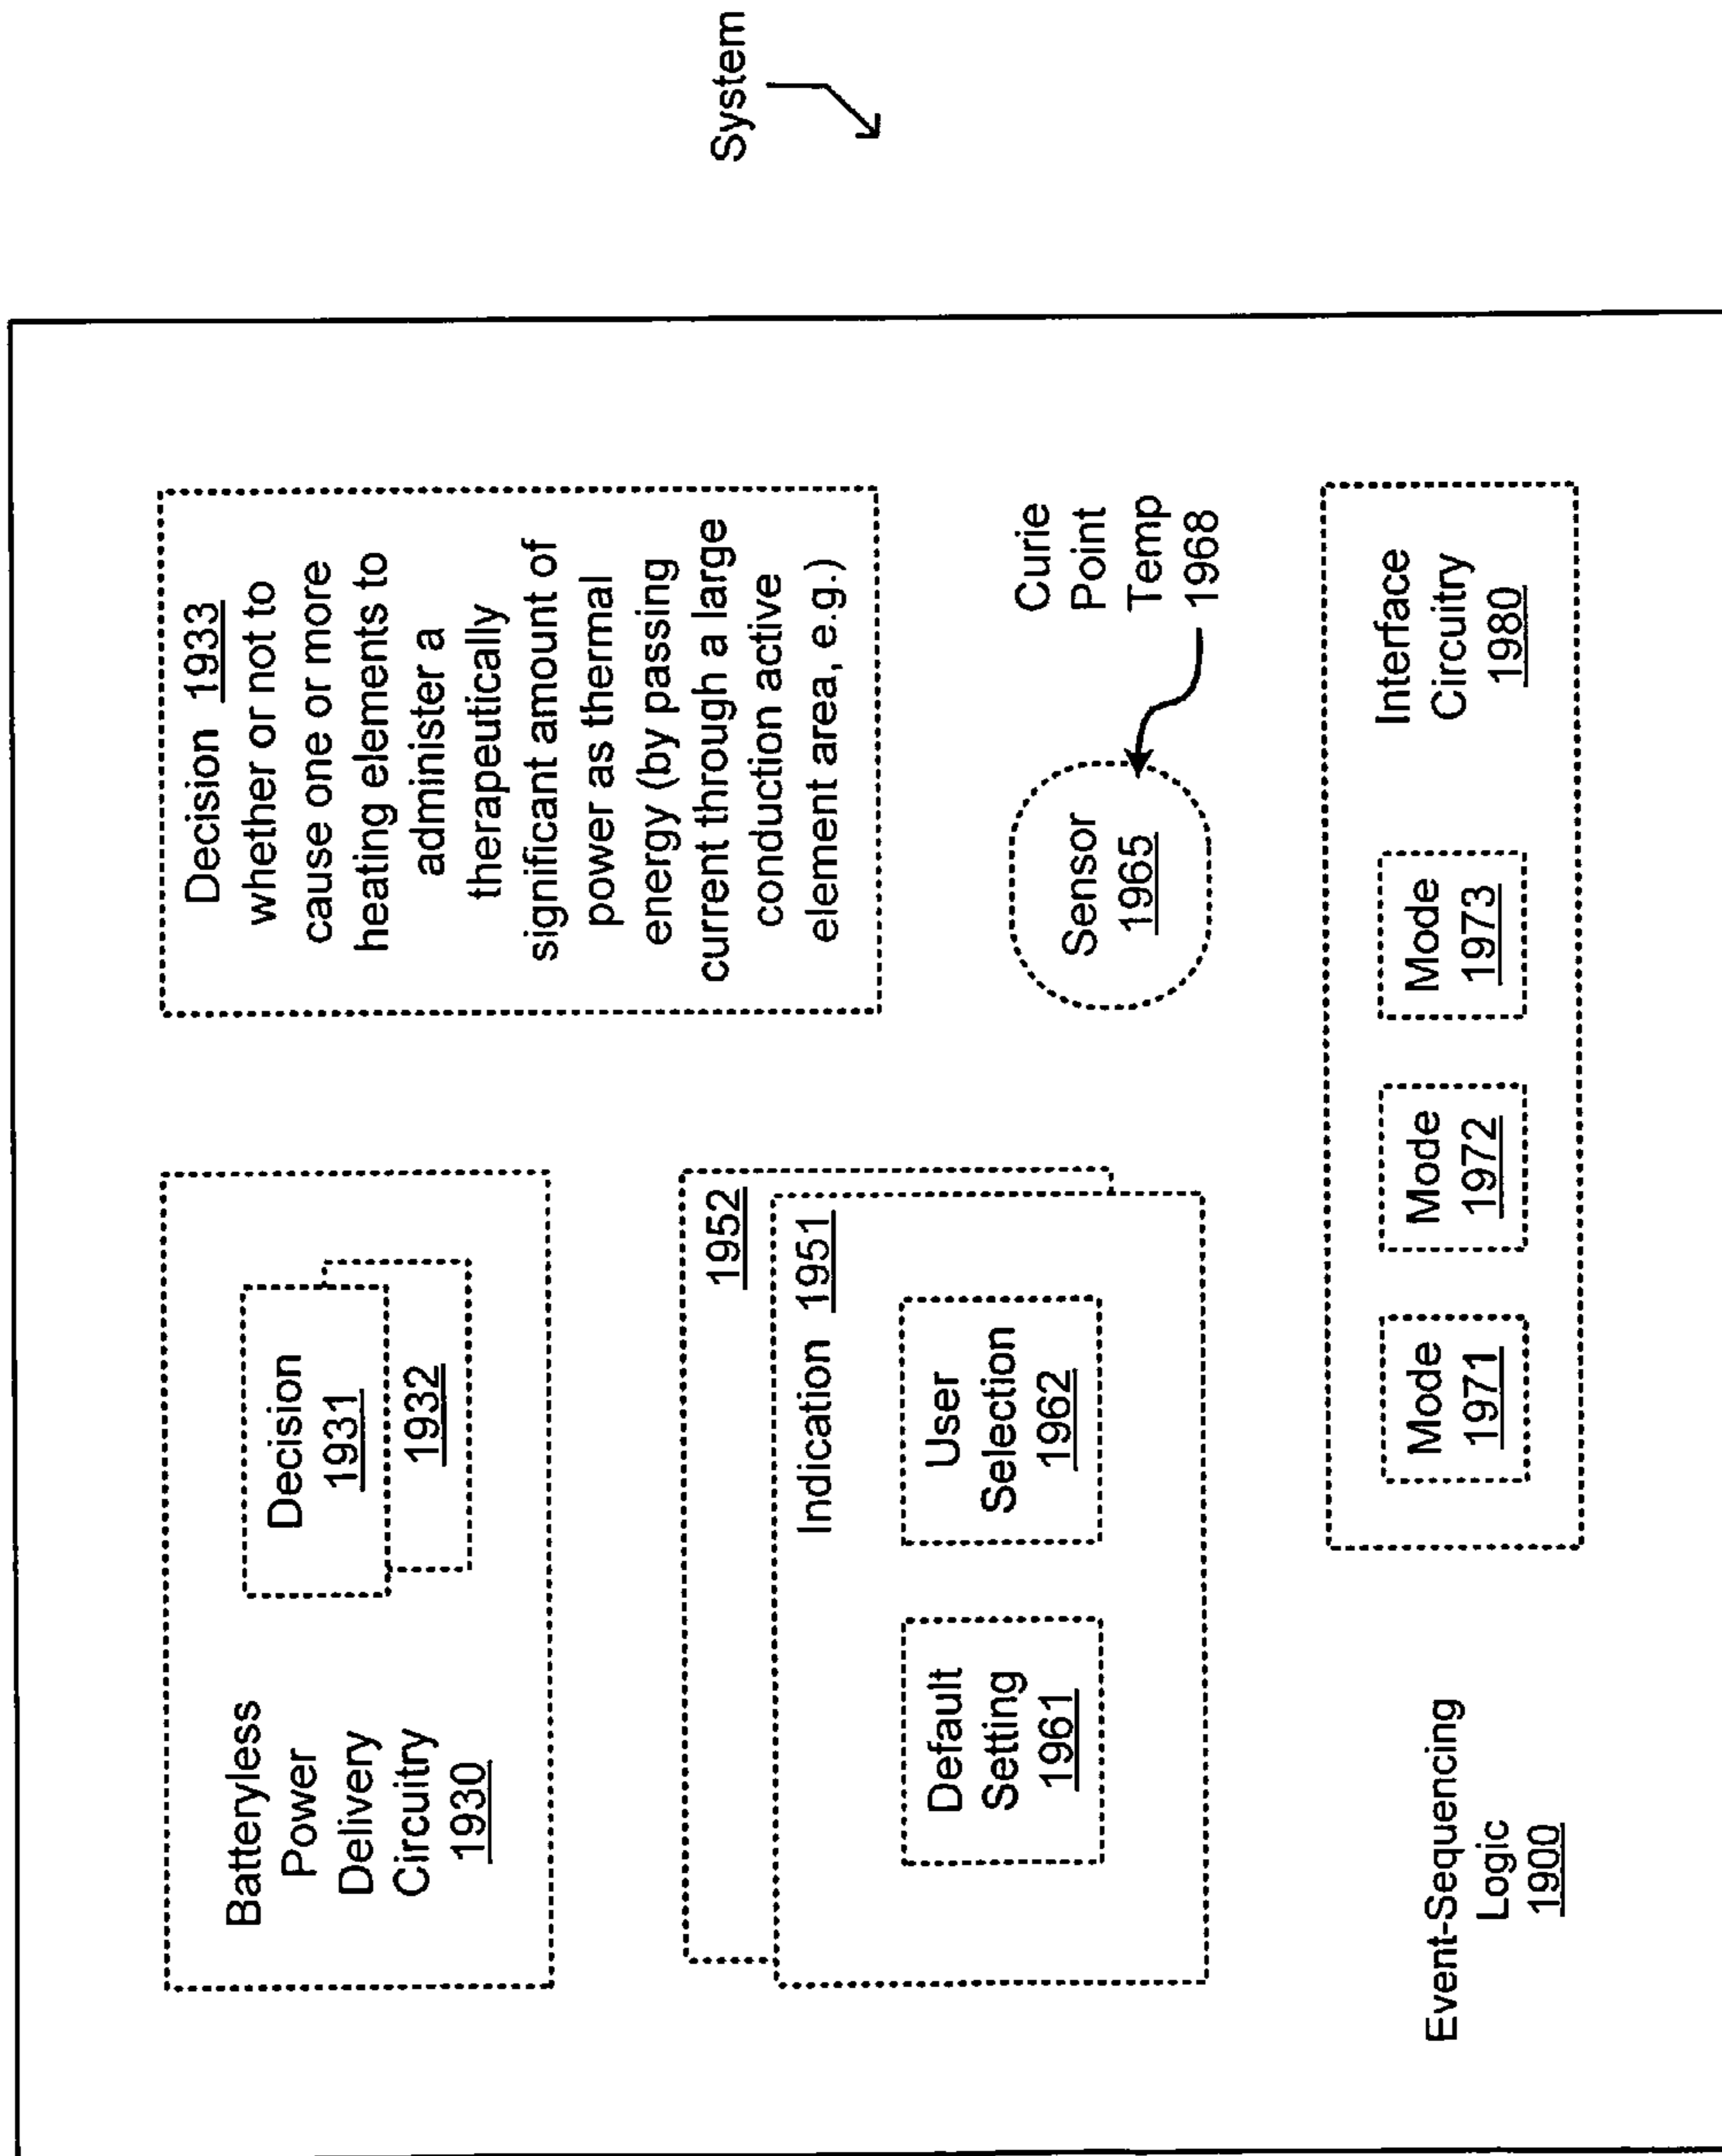 System
Batteryless
Power
Delivery
Circuitry
1930
Decision
1931
1932
Decision 1933
whether or not to
cause one or more
heating elements to
administer a
therapeutically
significant amount of
power as thermal
energy (by passing
current through a large
conduction active
element area, e.g.)
1952
Indication 1951
Default
Setting
1961
User
Selection
1962
Sensor
1965
Curie
Point
Temp
1968
Event-Sequencing
Logic
1900
Mode
1971
Mode
1972
Mode
1973
Interface
Circuitry
1980